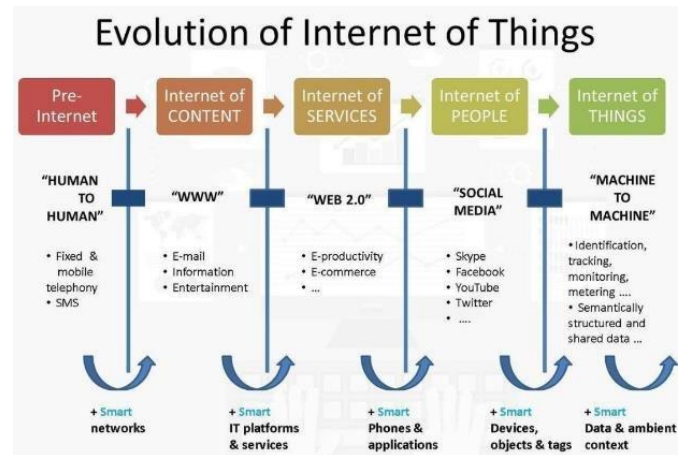 Evolution of Internet of Things
Pre-
Internet
Internet of
CONTENT
Internet of
SERVICES
Internet of
PEOPLE
Internet of
THINGS
“HUMAN
TO
HUMAN”
“WWW”
“WEB 2.0”
“SOCIAL
MEDIA”
“MACHINE
TO
MACHINE”
• Fixed &
mobile
telephony
• SMS
• E-mail
• Information
• Entertainment
• E-productivity
• E-commerce
• ...
• Skype
• Facebook
• YouTube
• Twitter
• ....
• Identification,
tracking,
monitoring,
metering ....
• Semantically
structured and
shared data ...
+ Smart
networks
+ Smart
IT platforms
& services
+ Smart
Phones &
applications
+ Smart
Devices,
objects & tags
+ Smart
Data & ambient
context